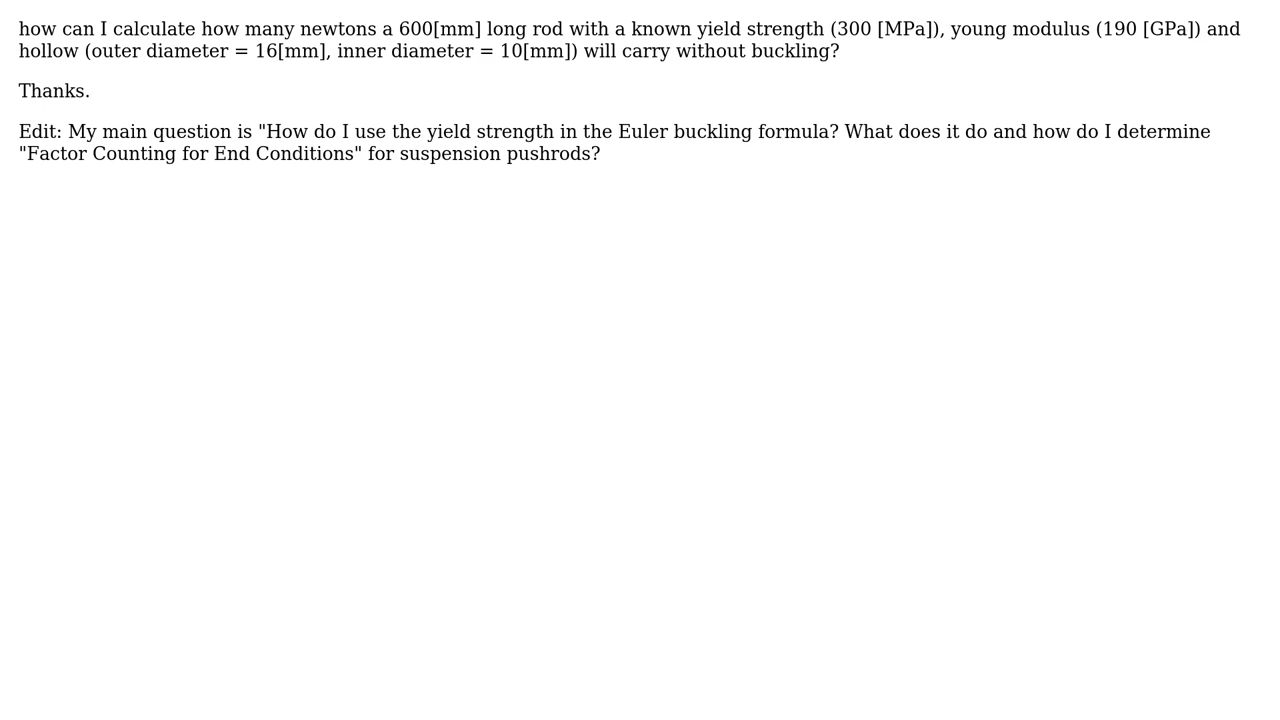 how can I calculate how many newtons a 600[mm] long rod with a known yield strength (300 [MPa]), young modulus (190 [GPa]) and
hollow (outer diameter = 16[mm], inner diameter = 10[mm]) will carry without buckling?
Thanks.
Edit: My main question is "How do I use the yield strength in the Euler buckling formula? What does it do and how do I determine
"Factor Counting for End Conditions" for suspension pushrods?